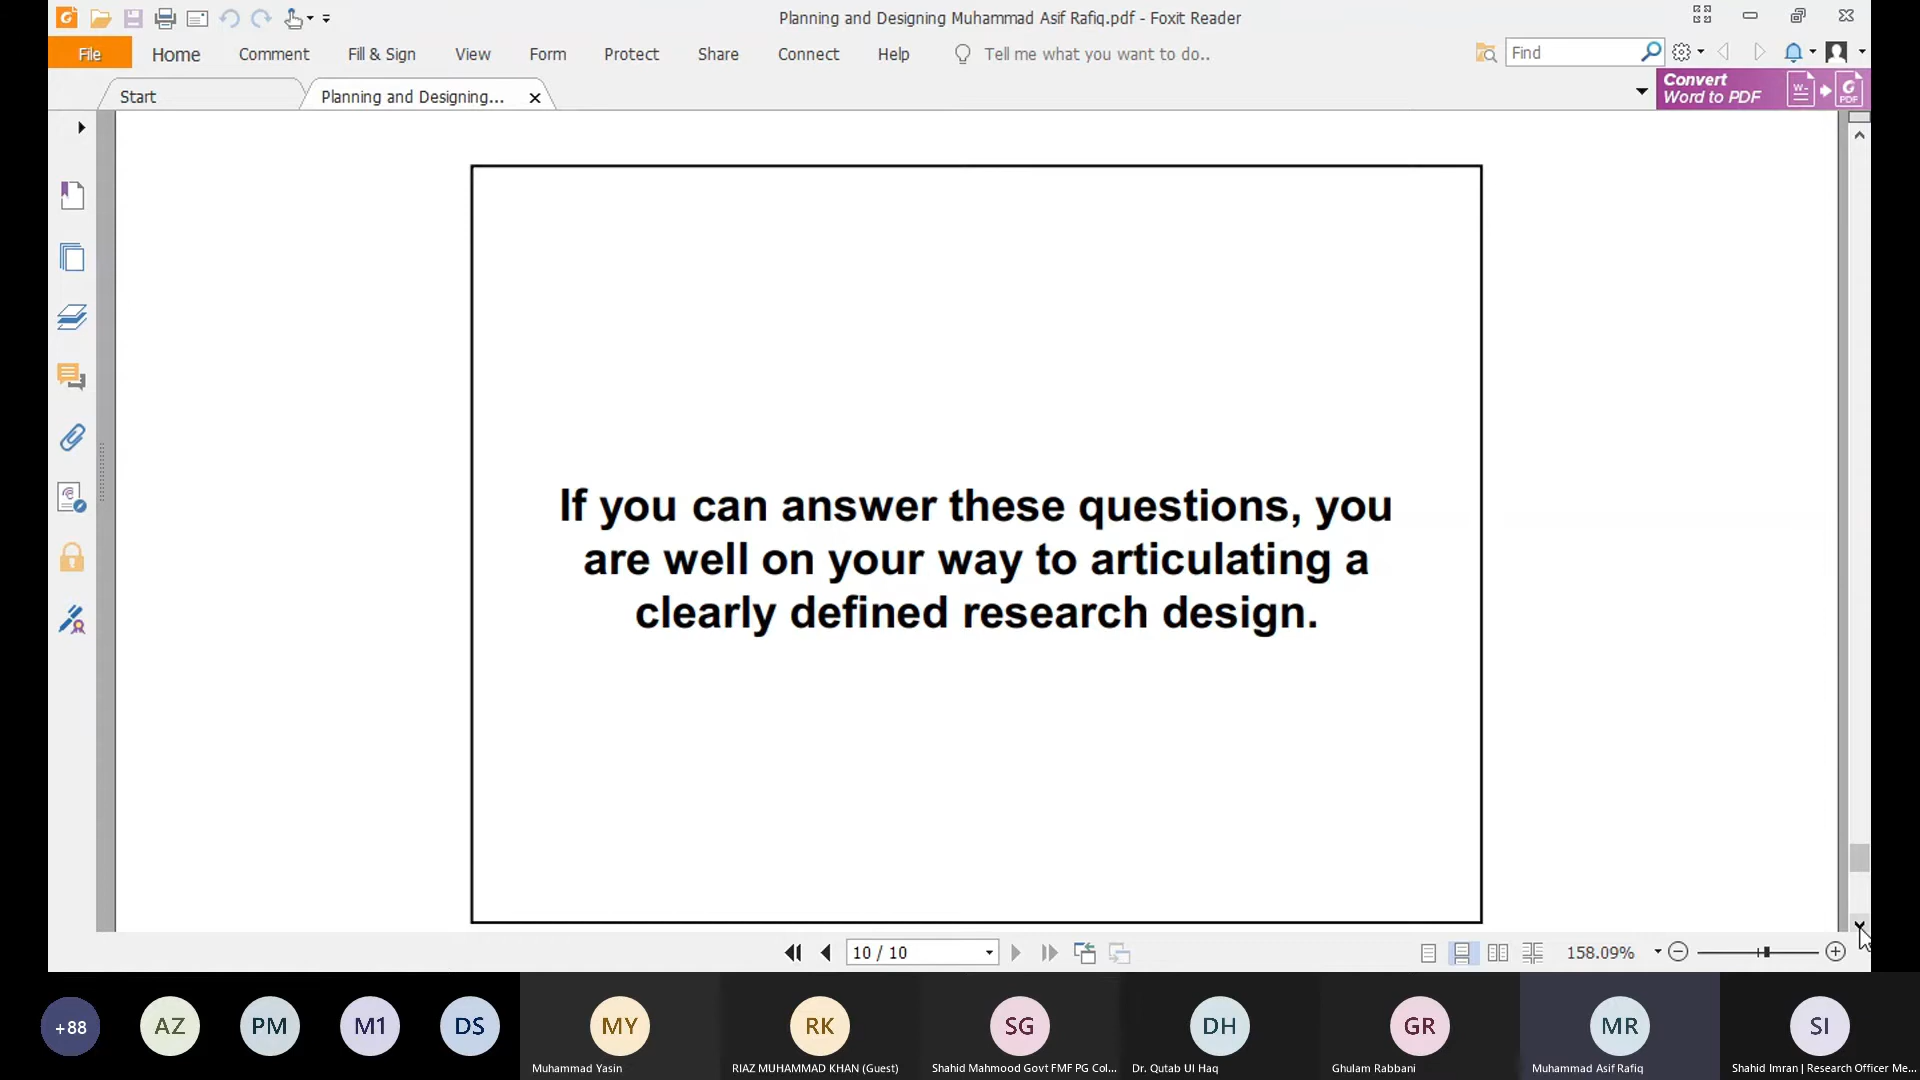 Planning and Designing Muhammad Asif Rafiq.pdf - Foxit Reader
File Home Comment Fill & Sign View Form Protect Share Connect Help Tell me what you want to do.. Find
Start Planning and Designing... Convert
Word to PDF
W
PDF
If you can answer these questions, you
are well on your way to articulating a
clearly defined research design.
10 / 10 158.09%
+88 AZ PM M1 DS MY RK SG DH GR MR SI
Muhammad Yasin RIAZ MUHAMMAD KHAN (Guest) Shahid Mahmood Govt FMF PG Col... Dr. Qutab Ul Haq Ghulam Rabbani Muhammad Asif Rafiq Shahid Imran | Research Officer Me...